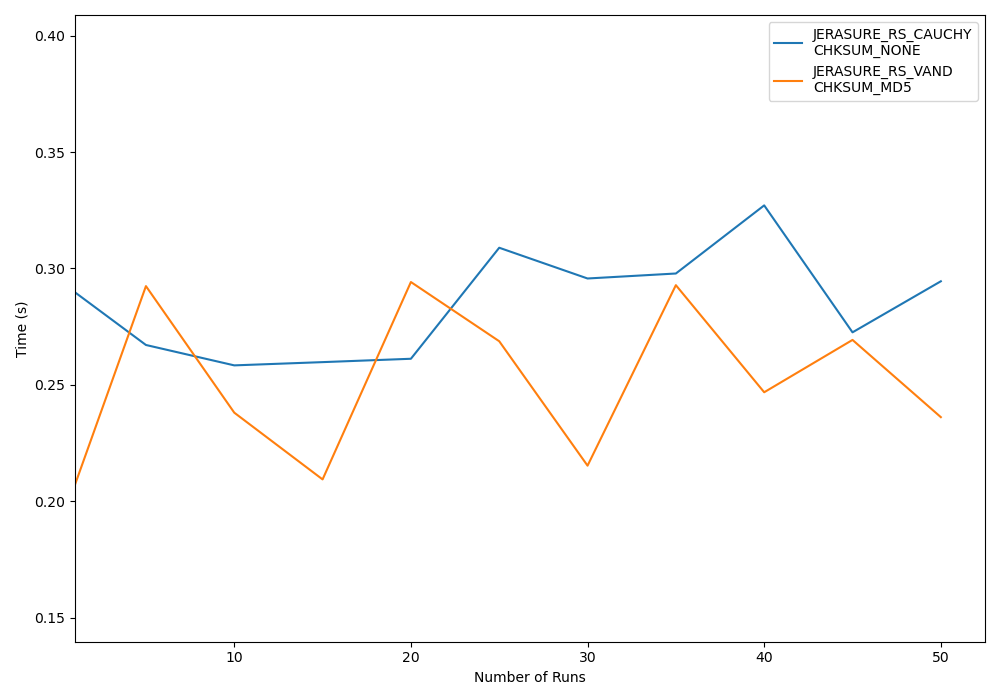 JERASURE_RS_CAUCHY
CHKSUM_NONE
JERASURE_RS_VAND
CHKSUM_MD5
0.40
0.35
0.30
0.25
0.20
0.15
Time (s)
10 20 30 40 50
Number of Runs